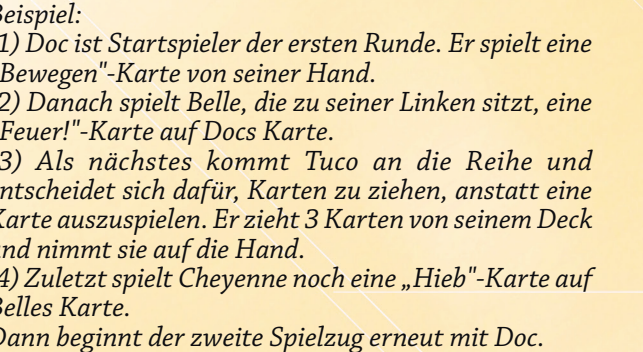 Beispiel:
1) Doc ist Startspieler der ersten Runde. Er spielt eine
Bewegen"-Karte von seiner Hand.
2) Danach spielt Belle, die zu seiner Linken sitzt, eine
Feuer!"-Karte auf Docs Karte.
3) Als nächstes kommt Tuco an die Reihe und
entscheidet sich dafür, Karten zu ziehen, anstatt eine
Karte auszuspielen. Er zieht 3 Karten von seinem Deck
und nimmt sie auf die Hand.
4) Zuletzt spielt Cheyenne noch eine „Hieb"-Karte auf
Belles Karte.
Dann beginnt der zweite Spielzug erneut mit Doc.